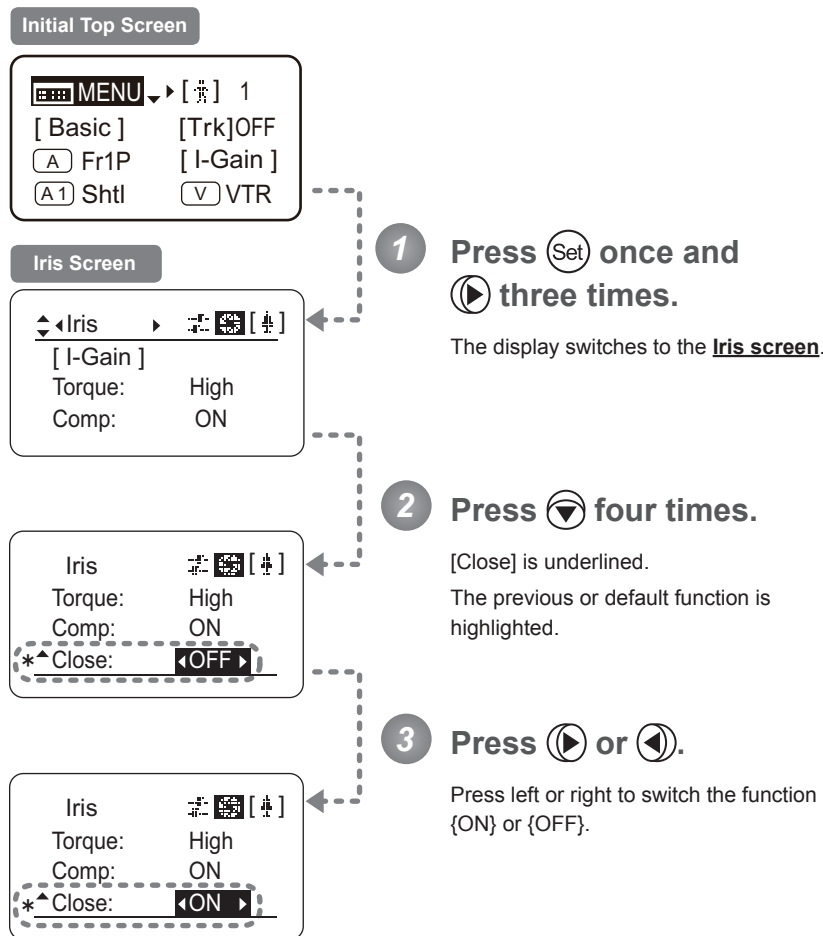 Initial Top Screen
MENU [ ] 1
[ Basic ] [Trk]OFF
A Fr1P [ I-Gain ]
A 1 Shtl V VTR
1 Press Set once and
three times.
The display switches to the Iris screen.
Iris Screen
Iris [ ]
[ I-Gain ]
Torque: High
Comp: ON
2 Press four times.
[Close] is underlined.
The previous or default function is
highlighted.
Iris [ ]
Torque: High
Comp: ON
* Close: OFF
3 Press or .
Press left or right to switch the function
{ON} or {OFF}.
Iris [ ]
Torque: High
Comp: ON
* Close: ON